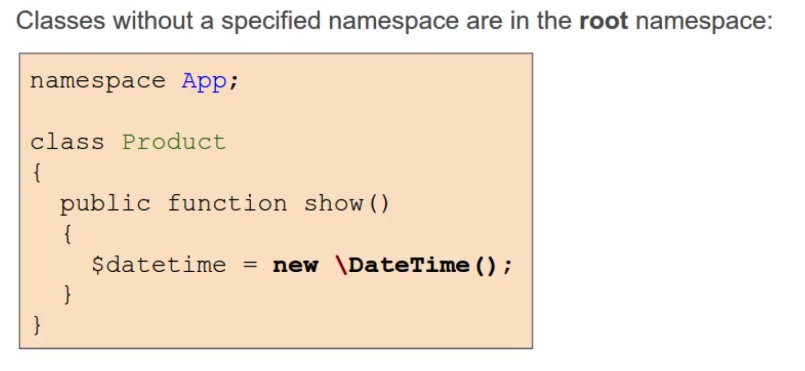 Classes without a specified namespace are in the root namespace:
namespace App;
class Product
{
public function show()
{
$datetime = new \DateTime();
}
}